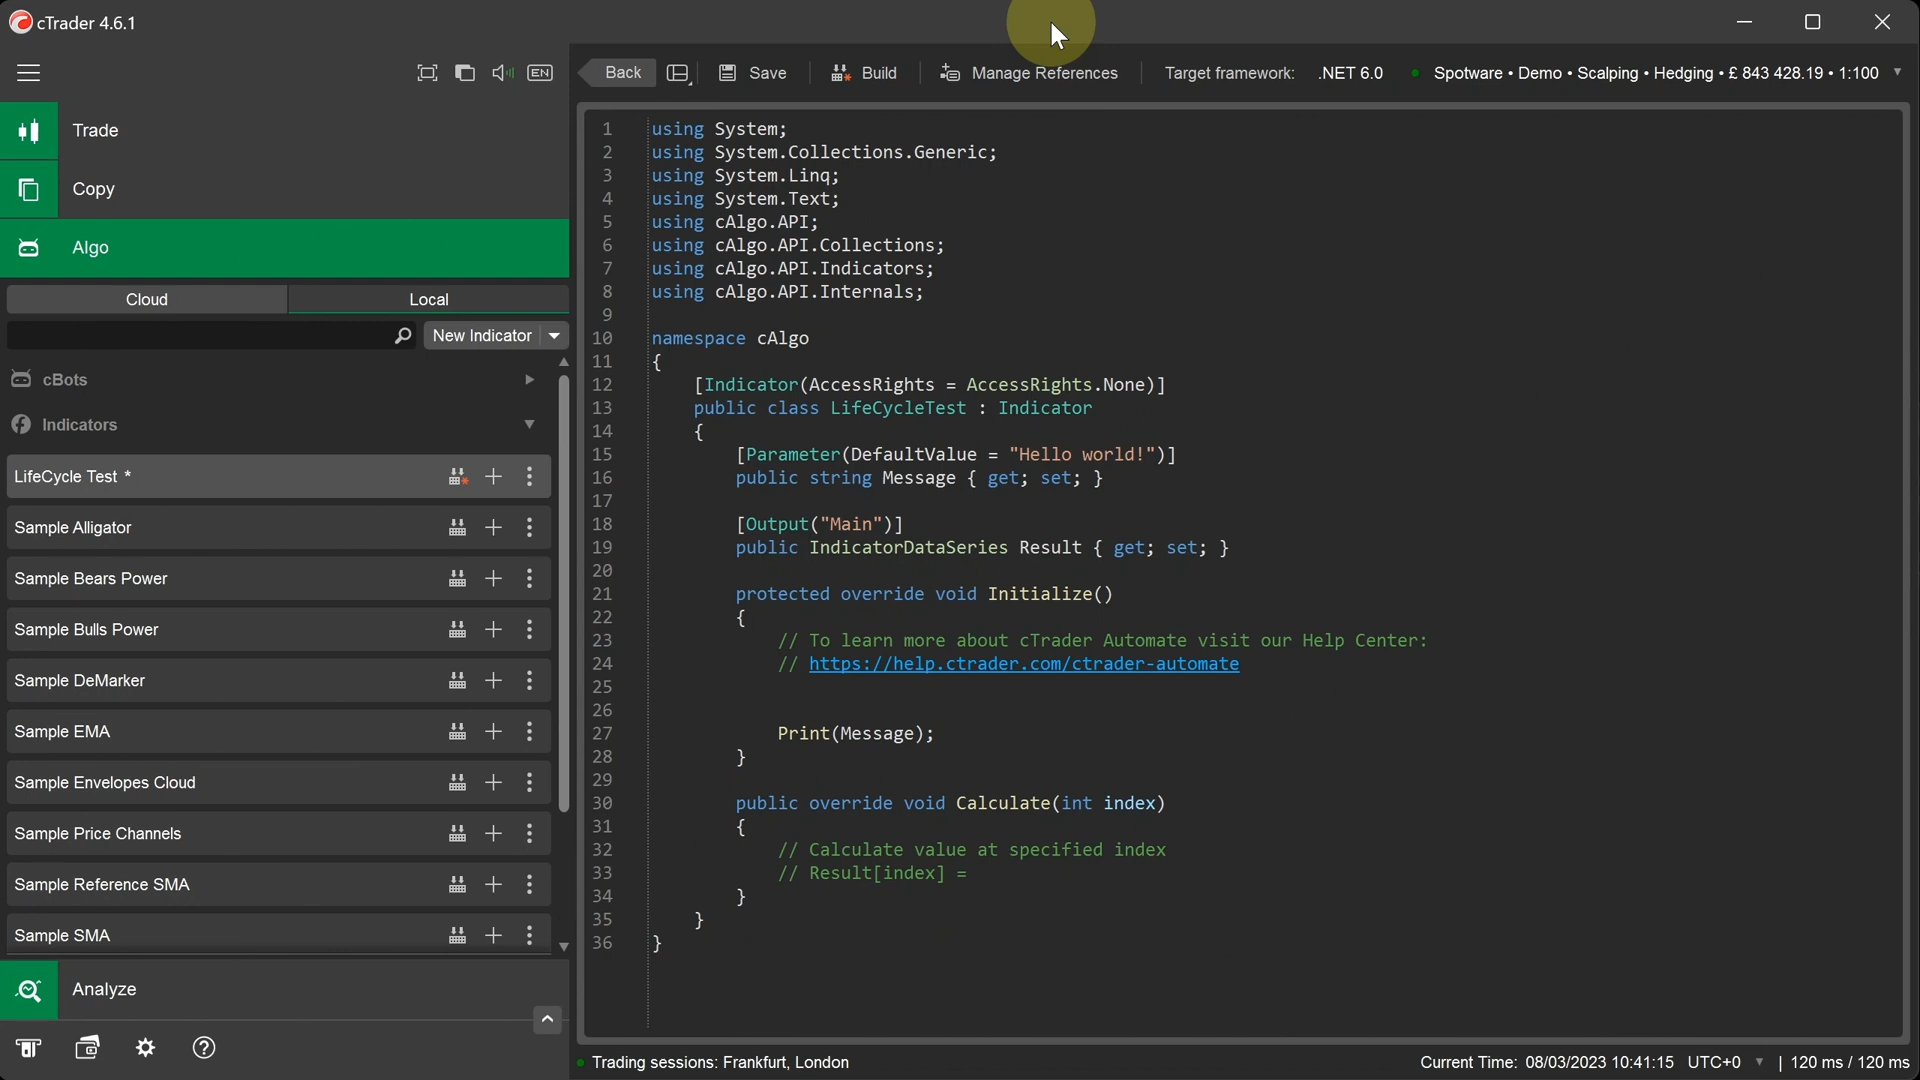 cTrader 4.6.1
EN
Back
Save
Build
Manage References
Target framework: .NET 6.0
Spotware • Demo • Scalping • Hedging • £ 843 428.19 • 1:100
Trade
Copy
Algo
Cloud
Local
New Indicator
cBots
Indicators
LifeCycle Test *
Sample Alligator
Sample Bears Power
Sample Bulls Power
Sample DeMarker
Sample EMA
Sample Envelopes Cloud
Sample Price Channels
Sample Reference SMA
Sample SMA
Analyze
1 using System;
2 using System.Collections.Generic;
3 using System.Linq;
4 using System.Text;
5 using cAlgo.API;
6 using cAlgo.API.Collections;
7 using cAlgo.API.Indicators;
8 using cAlgo.API.Internals;
9
10 namespace cAlgo
11 {
12 [Indicator(AccessRights = AccessRights.None)]
13 public class LifeCycleTest : Indicator
14 {
15 [Parameter(DefaultValue = "Hello world!")]
16 public string Message { get; set; }
17
18 [Output("Main")]
19 public IndicatorDataSeries Result { get; set; }
20
21 protected override void Initialize()
22 {
23 // To learn more about cTrader Automate visit our Help Center:
24 // https://help.ctrader.com/ctrader-automate
25
26
27 Print(Message);
28 }
29
30 public override void Calculate(int index)
31 {
32 // Calculate value at specified index
33 // Result[index] =
34 }
35 }
36 }
Trading sessions: Frankfurt, London
Current Time: 08/03/2023 10:41:15 UTC+0 | 120 ms / 120 ms